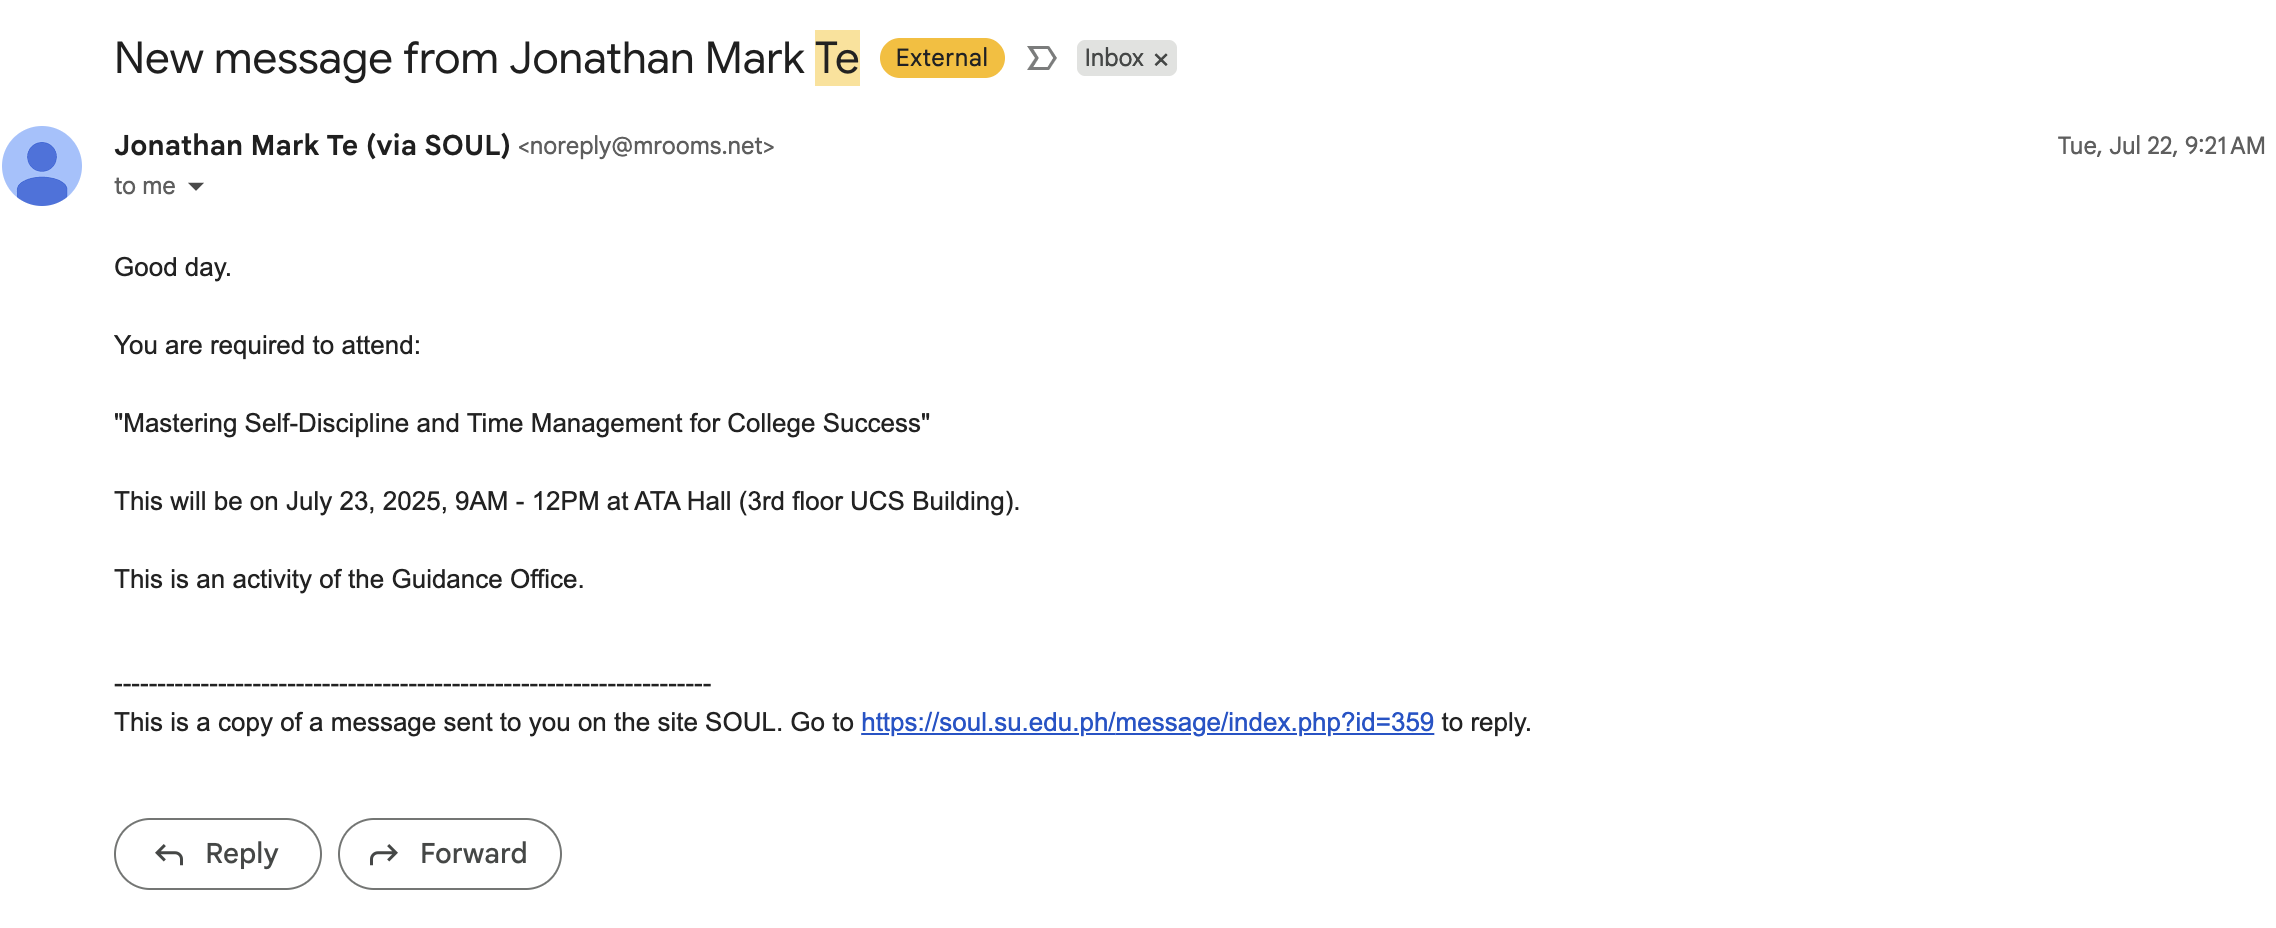 New message from Jonathan Mark Te External Inbox ×
Jonathan Mark Te (via SOUL) <noreply@mrooms.net> Tue, Jul 22, 9:21 AM
to me
Good day.
You are required to attend:
"Mastering Self-Discipline and Time Management for College Success"
This will be on July 23, 2025, 9AM - 12PM at ATA Hall (3rd floor UCS Building).
This is an activity of the Guidance Office.
---------------------------------------------------------------------
This is a copy of a message sent to you on the site SOUL. Go to https://soul.su.edu.ph/message/index.php?id=359 to reply.
Reply Forward